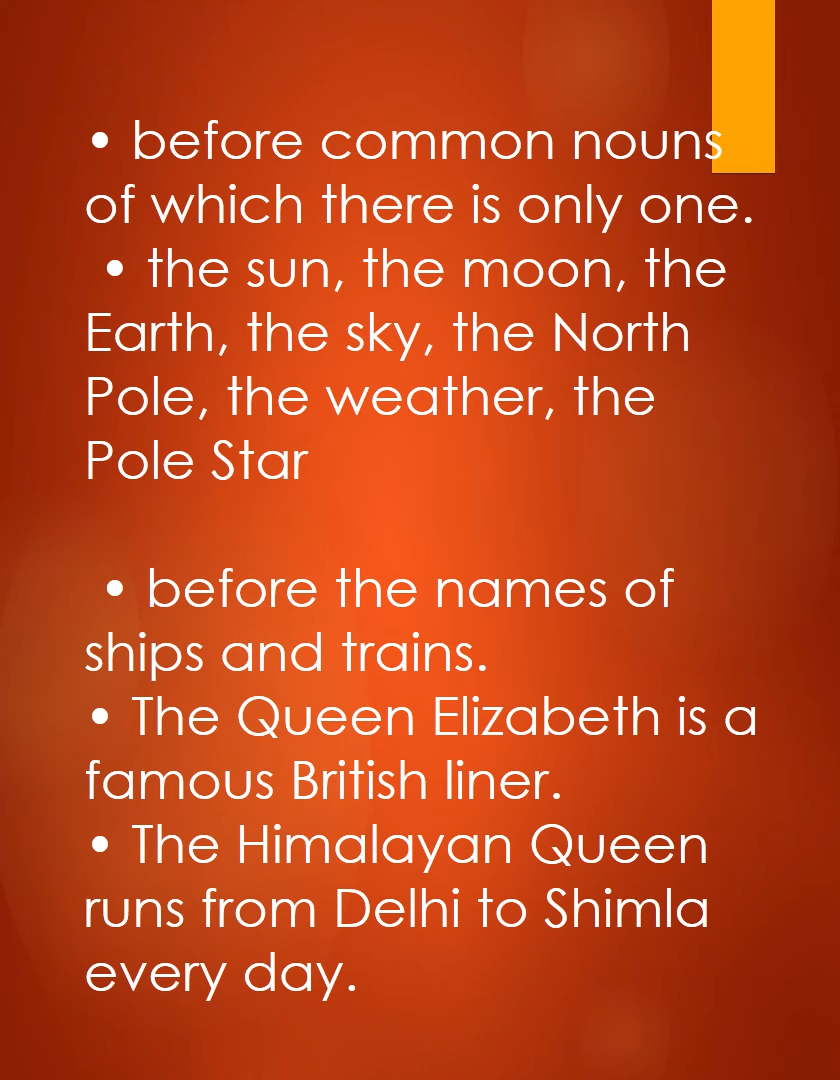 • before common nouns
of which there is only one.
• the sun, the moon, the
Earth, the sky, the North
Pole, the weather, the
Pole Star
• before the names of
ships and trains.
• The Queen Elizabeth is a
famous British liner.
• The Himalayan Queen
runs from Delhi to Shimla
every day.